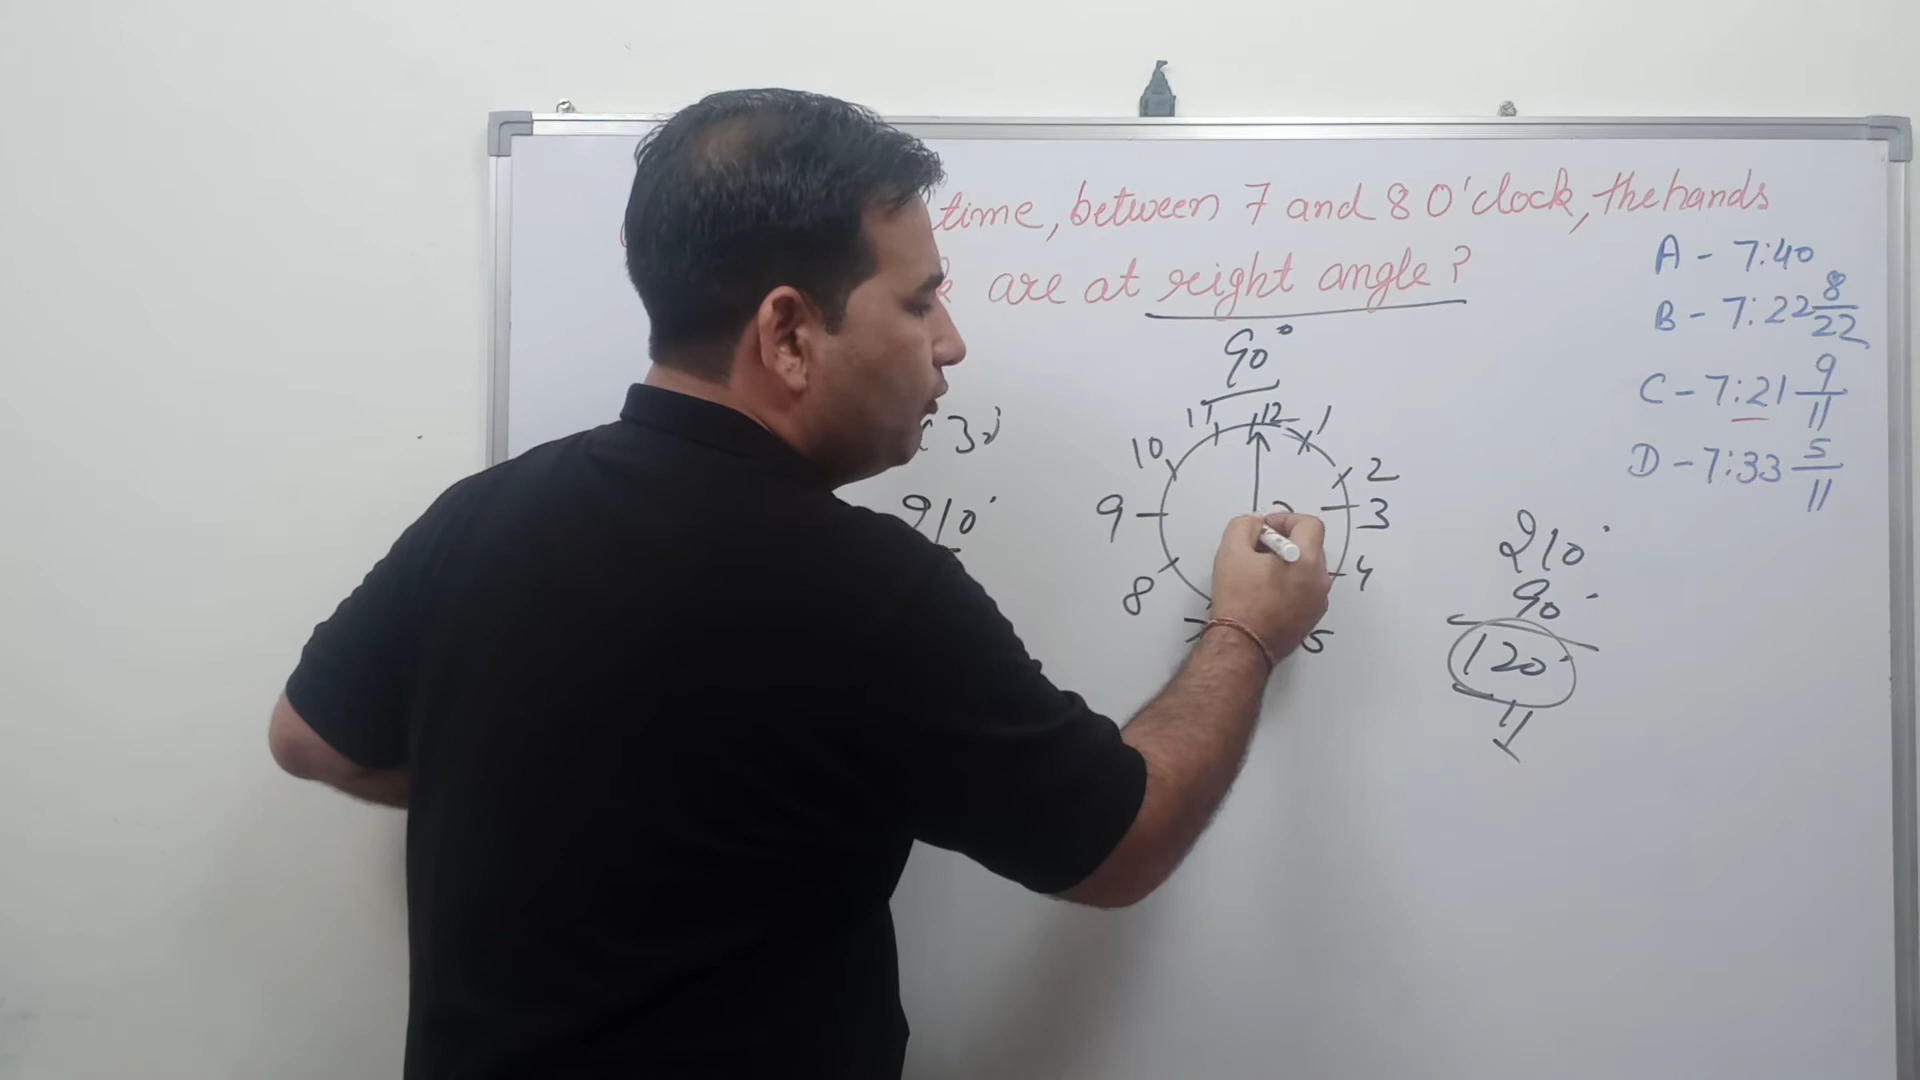 time, between 7 and 8 O'clock, the hands
are at right angle?
90°
A - 7:40
B - 7:22 8/22
C - 7:21 9/11
D - 7:33 5/11
210°
12
1
2
3
4
5
7
8
9
10
11
210°
90°
120°
11